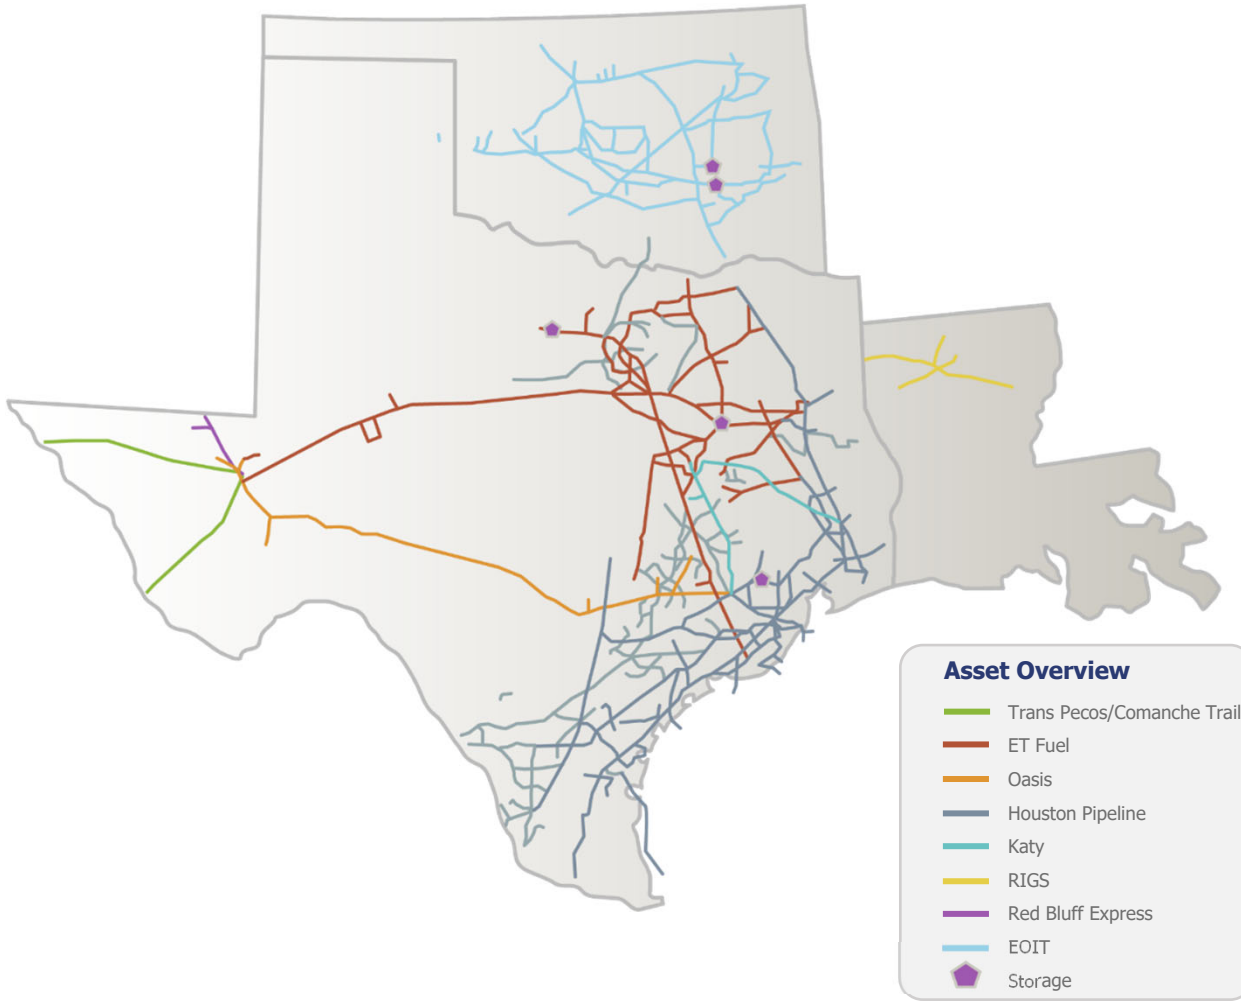 Asset Overview
Trans Pecos/Comanche Trail
ET Fuel
Oasis
Houston Pipeline
Katy
RIGS
Red Bluff Express
EOIT
Storage